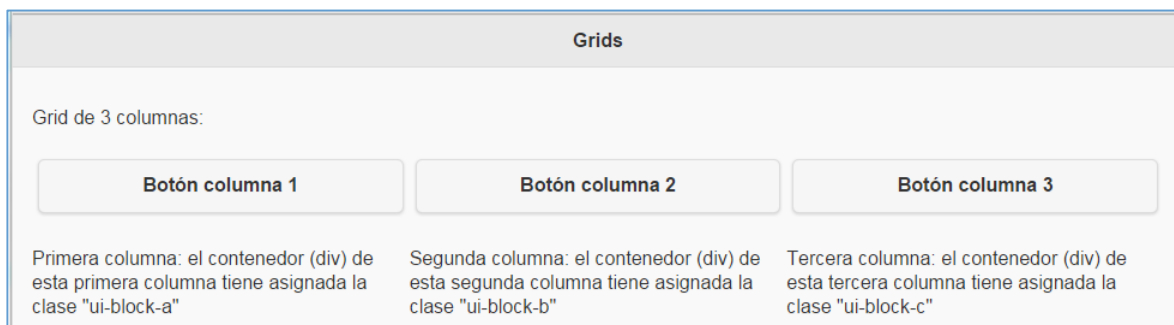 Grids
Grid de 3 columnas:
Botón columna 1
Botón columna 2
Botón columna 3
Primera columna: el contenedor (div) de
esta primera columna tiene asignada la
clase "ui-block-a"
Segunda columna: el contenedor (div) de
esta segunda columna tiene asignada la
clase "ui-block-b"
Tercera columna: el contenedor (div) de
esta tercera columna tiene asignada la
clase "ui-block-c"